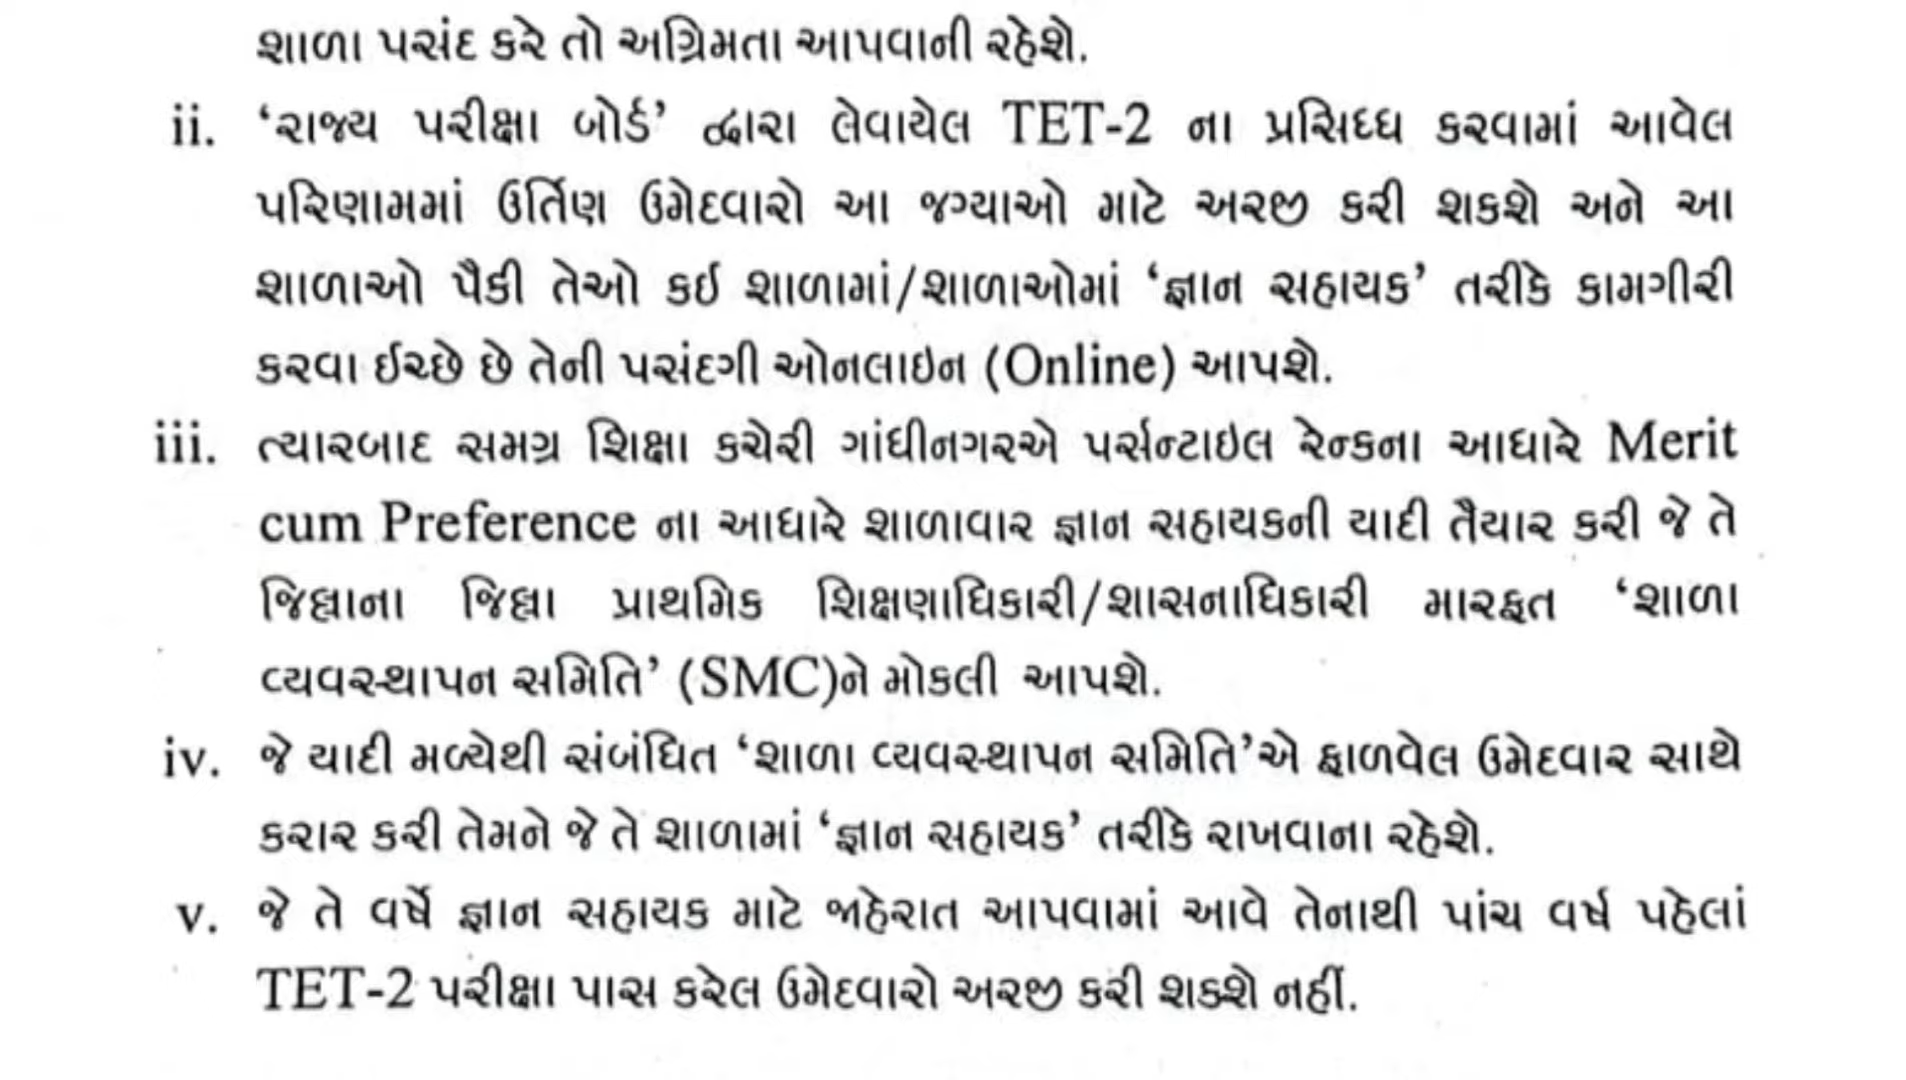 શાળા પસંદ કરે તો અગ્રિમતા આપવાની રહેશે.
ii. ‘રાજ્ય પરીક્ષા બોર્ડ’ દ્વારા લેવાયેલ TET-2 ના પ્રસિધ્ધ કરવામાં આવેલ
પરિણામમાં ઉર્તિણ ઉમેદવારો આ જગ્યાઓ માટે અરજી કરી શકશે અને આ
શાળાઓ પૈકી તેઓ કઇ શાળામાં/શાળાઓમાં ‘જ્ઞાન સહાયક’ તરીકે કામગીરી
કરવા ઈચ્છે છે તેની પસંદગી ઓનલાઇન (Online) આપશે.
iii. ત્યારબાદ સમગ્ર શિક્ષા કચેરી ગાંધીનગરએ પર્સન્ટાઇલ રેન્કના આધારે Merit
cum Preference ના આધારે શાળાવાર જ્ઞાન સહાયકની યાદી તૈયાર કરી જે તે
જિલ્લાના જિલ્લા પ્રાથમિક શિક્ષણાધિકારી/શાસનાધિકારી મારફત ‘શાળા
વ્યવસ્થાપન સમિતિ’ (SMC)ને મોકલી આપશે.
iv. જે યાદી મળ્યેથી સંબંધિત ‘શાળા વ્યવસ્થાપન સમિતિ’એ ફાળવેલ ઉમેદવાર સાથે
કરાર કરી તેમને જે તે શાળામાં ‘જ્ઞાન સહાયક’ તરીકે રાખવાના રહેશે.
v. જે તે વર્ષે જ્ઞાન સહાયક માટે જાહેરાત આપવામાં આવે તેનાથી પાંચ વર્ષ પહેલાં
TET-2 પરીક્ષા પાસ કરેલ ઉમેદવારો અરજી કરી શકશે નહીં.